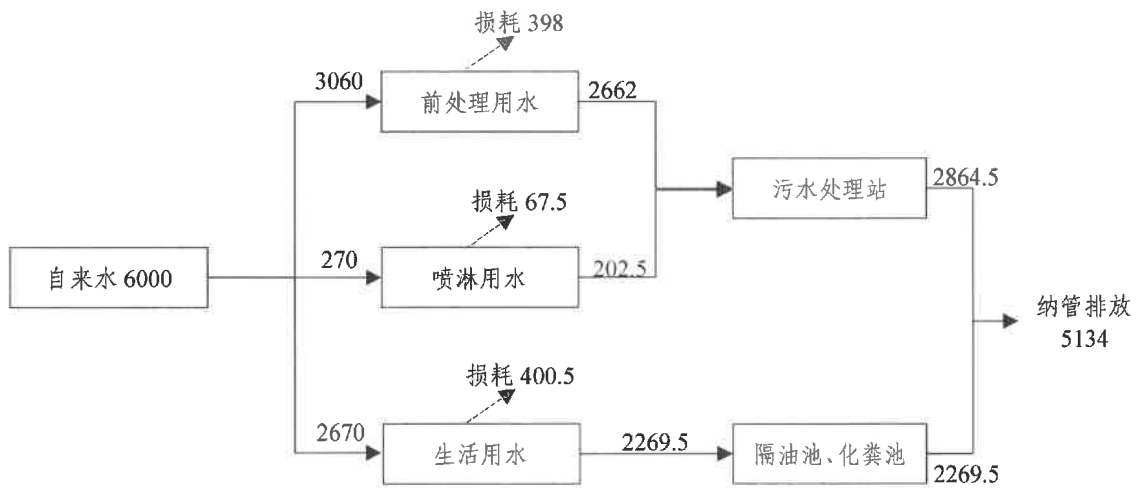 损耗 398
3060
前处理用水
2662
污水处理站
2864.5
损耗 67.5
自来水 6000
270
喷淋用水
202.5
纳管排放
5134
损耗 400.5
2670
生活用水
2269.5
隔油池、化粪池
2269.5